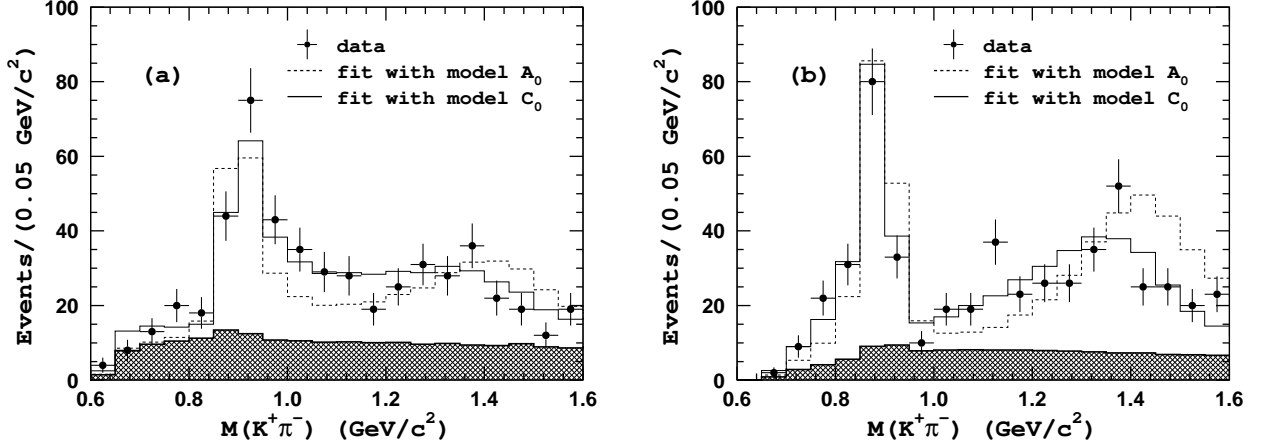 Events/(0.05 GeV/c²)
100
80
60
40
20
0
(a)
data
fit with model A₀
fit with model C₀
0.6 0.8 1.0 1.2 1.4 1.6
M(K⁺π⁻) (GeV/c²)
Events/(0.05 GeV/c²)
100
80
60
40
20
0
(b)
data
fit with model A₀
fit with model C₀
0.6 0.8 1.0 1.2 1.4 1.6
M(K⁺π⁻) (GeV/c²)